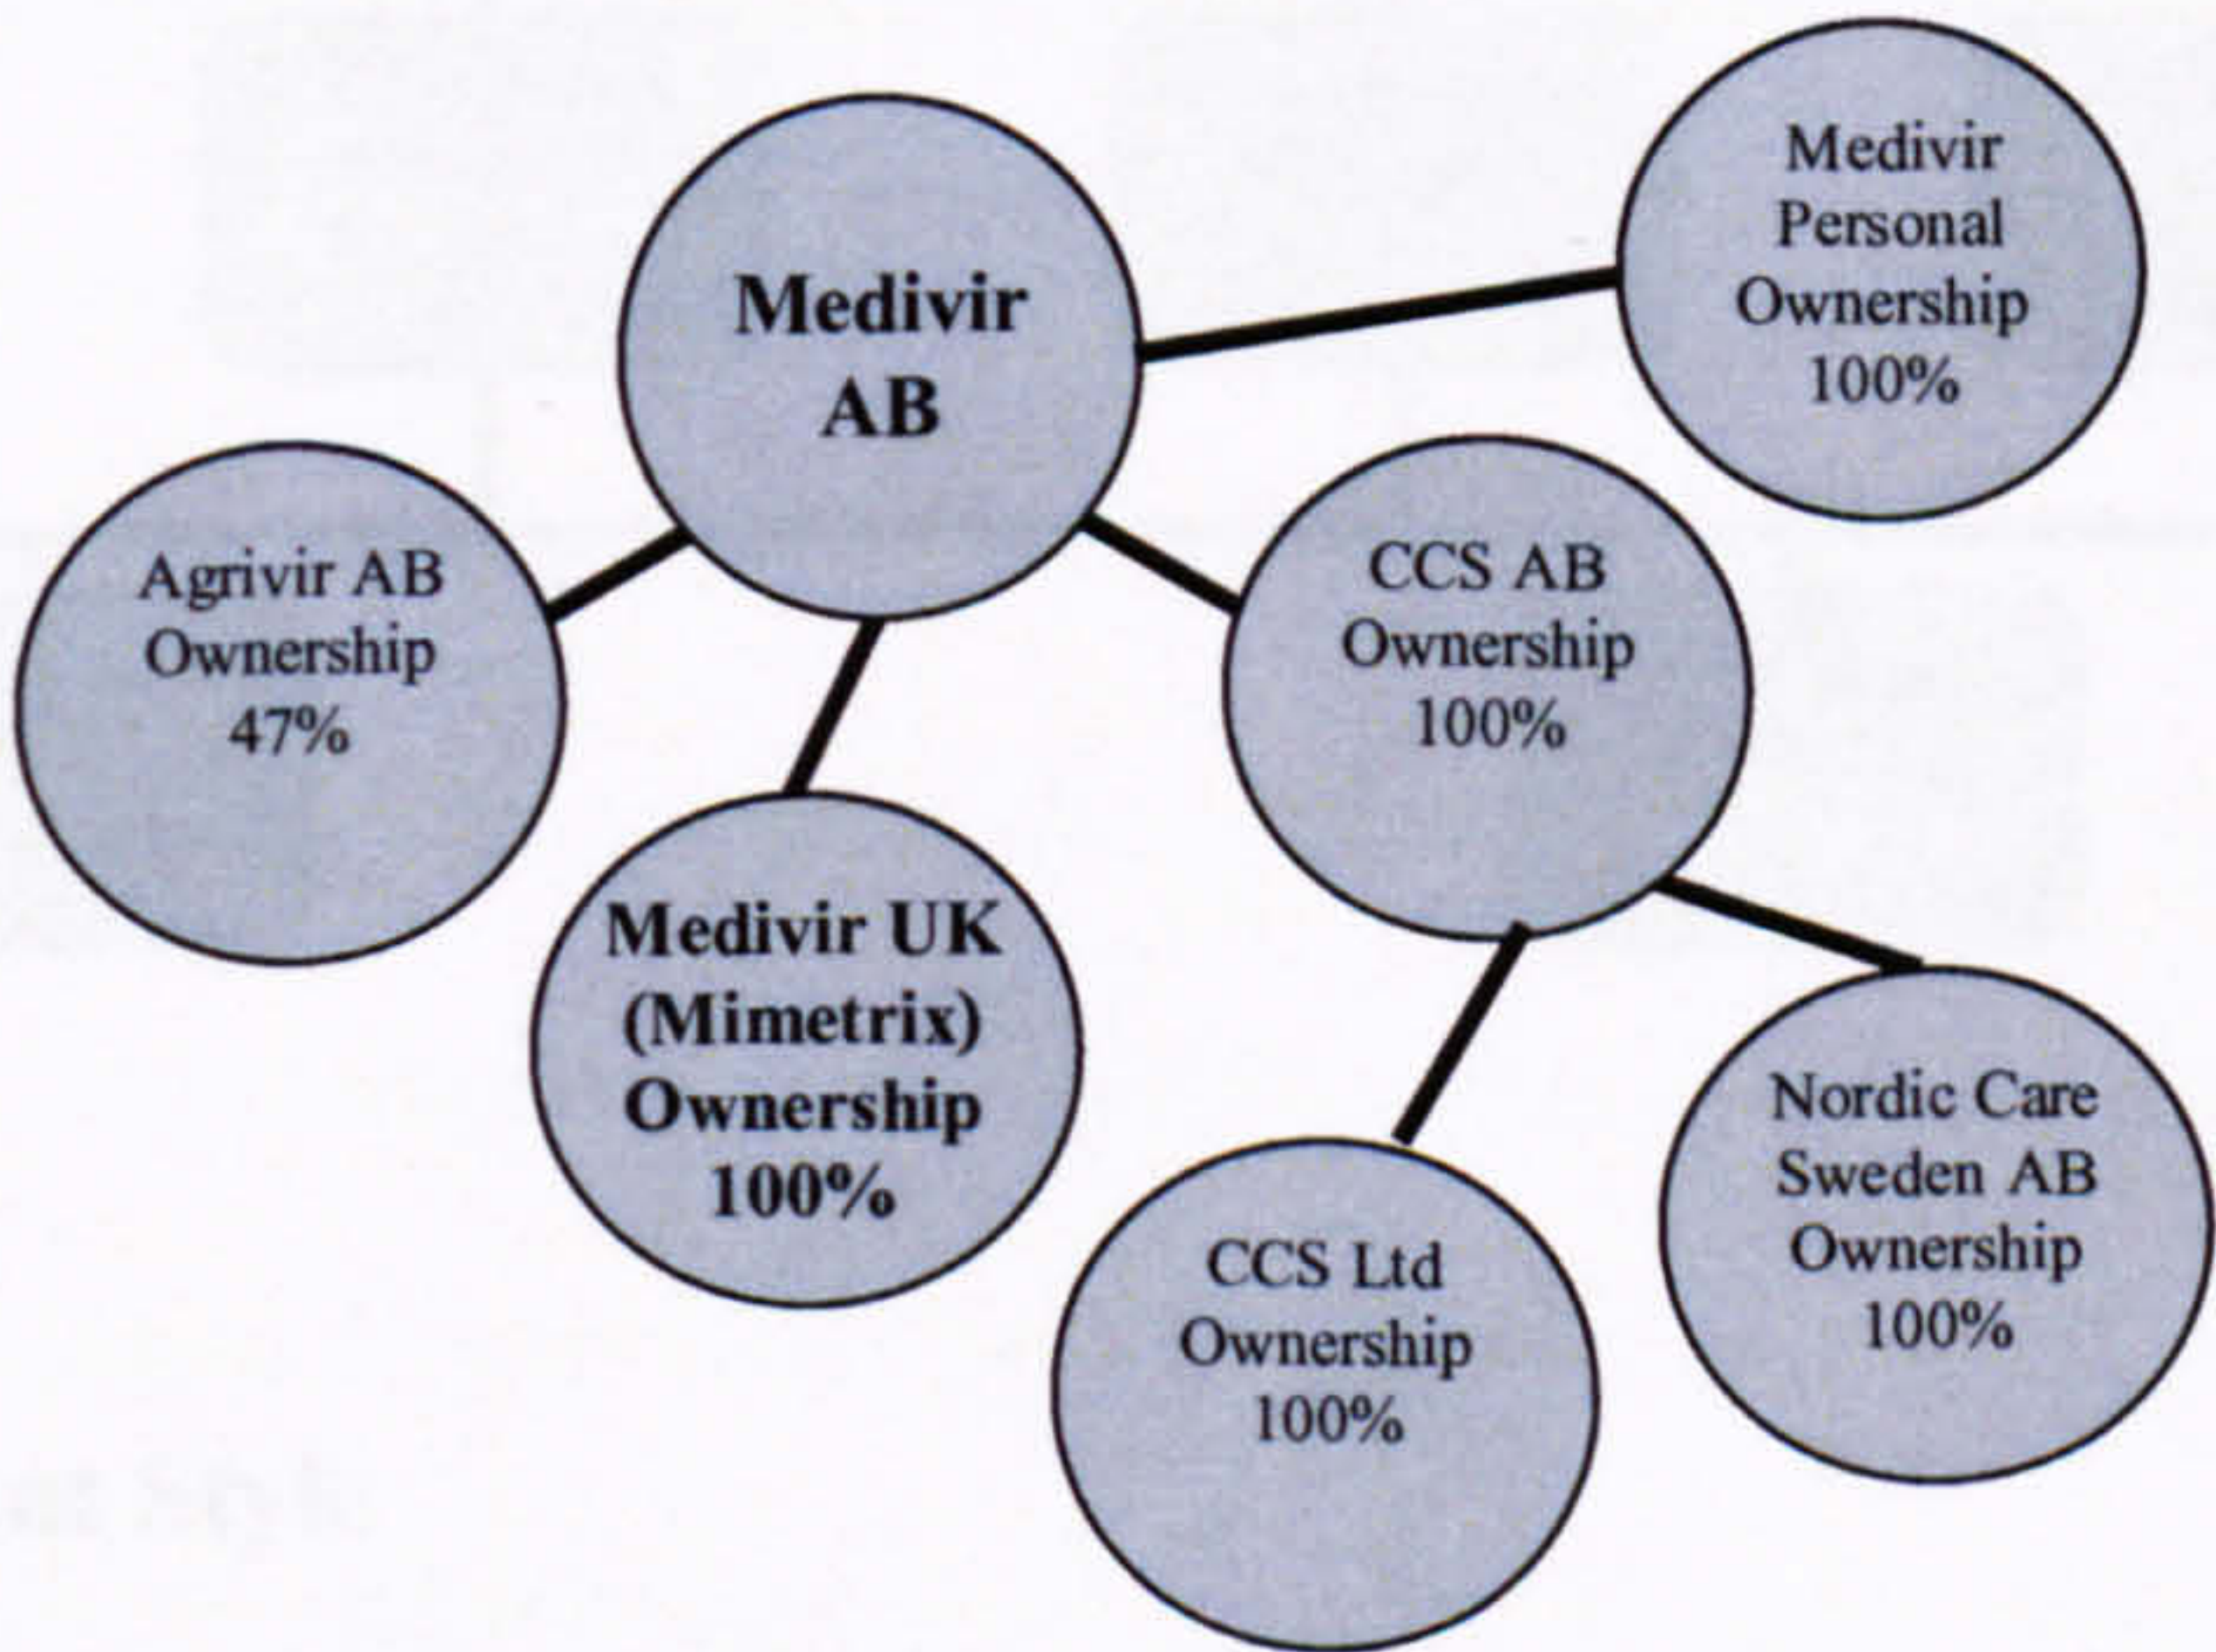 Medivir
AB
Medivir
Personal
Ownership
100%
Agrivir AB
Ownership
47%
CCS AB
Ownership
100%
Medivir UK
(Mimetrix)
Ownership
100%
CCS Ltd
Ownership
100%
Nordic Care
Sweden AB
Ownership
100%